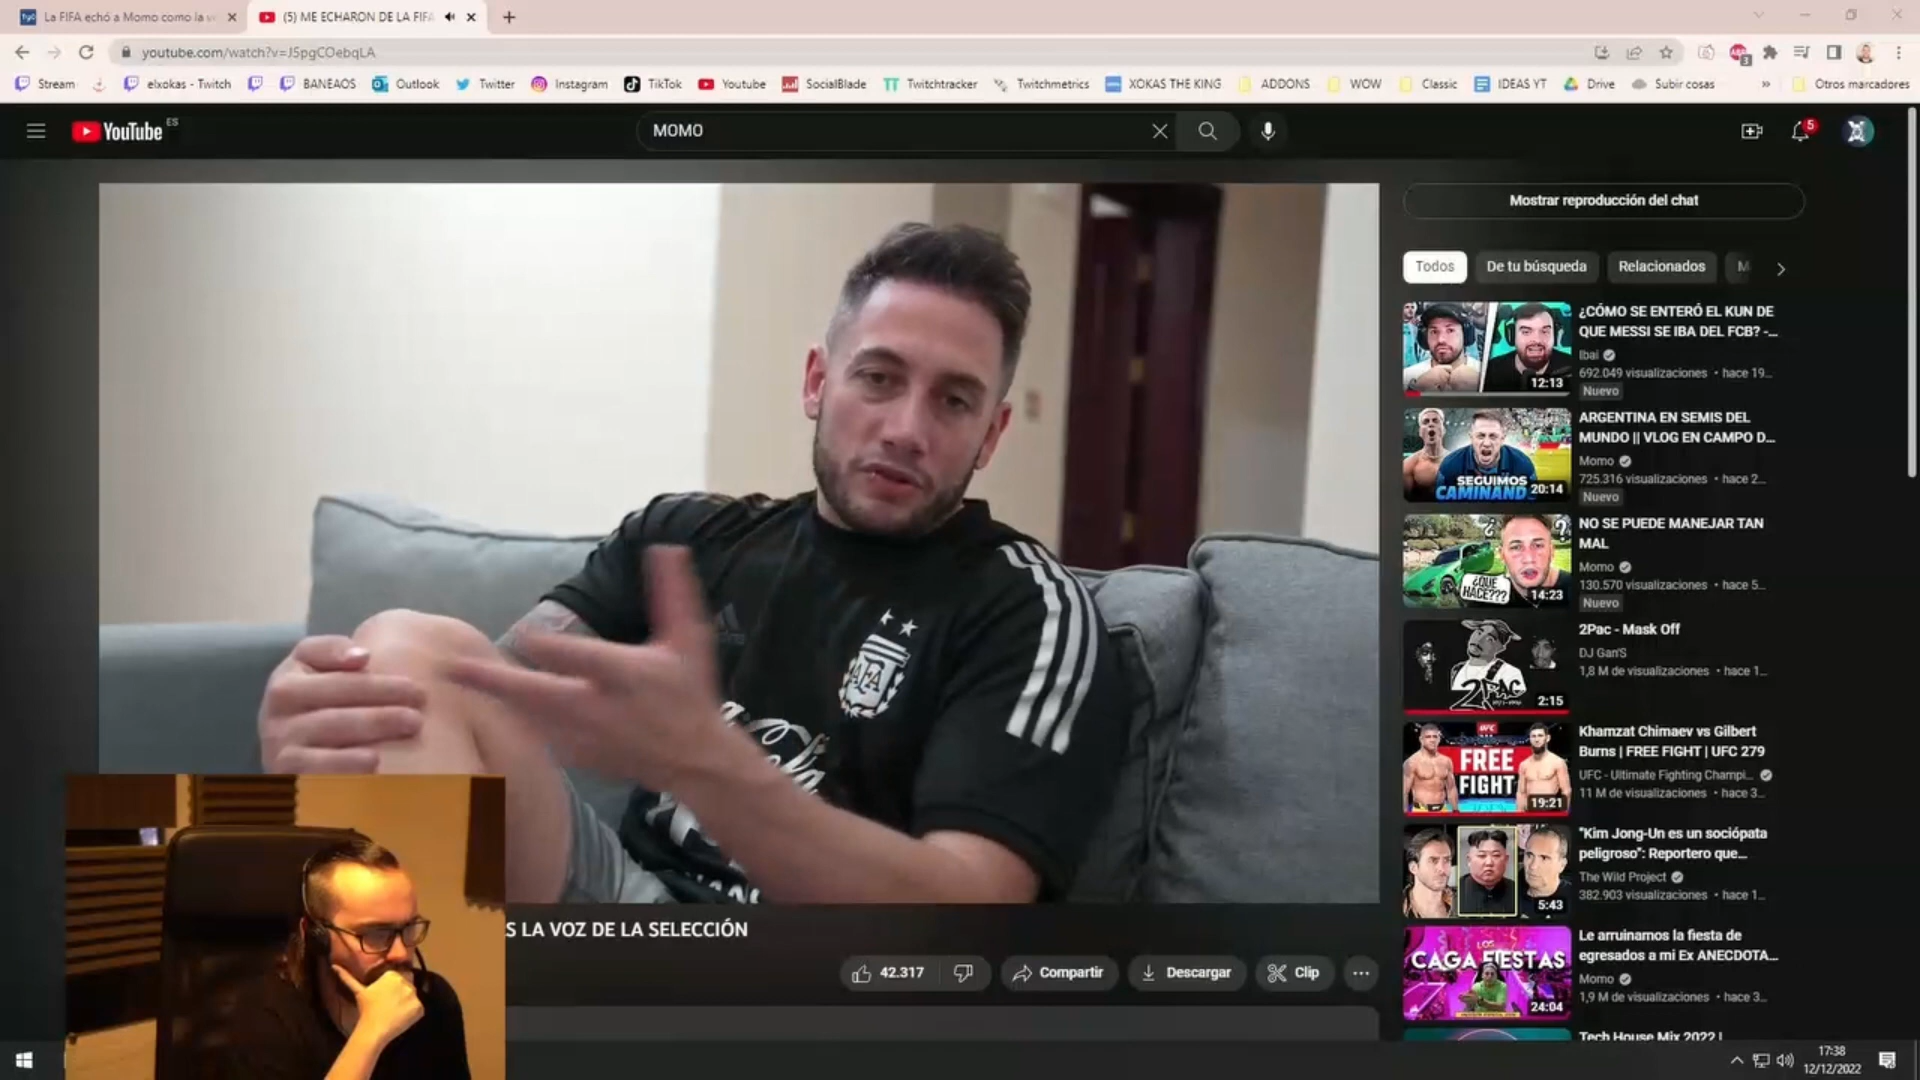 La FIFA echó a Momo como la v
(5) ME ECHARON DE LA FIFA
youtube.com/watch?v=J5pgCOebqLA
Stream
elxokas - Twitch
BANEAOS
Outlook
Twitter
Instagram
TikTok
Youtube
SocialBlade
Twitchtracker
Twitchmetrics
XOKAS THE KING
ADDONS
WOW
Classic
IDEAS YT
Drive
Subir cosas
»
Otros marcadores
YouTube ES
MOMO
5
Mostrar reproducción del chat
Todos
De tu búsqueda
Relacionados
M
¿CÓMO SE ENTERÓ EL KUN DE
QUE MESSI SE IBA DEL FCB? -...
Ibai
692.049 visualizaciones • hace 19...
Nuevo
12:13
ARGENTINA EN SEMIS DEL
MUNDO || VLOG EN CAMPO D...
Momo
725.316 visualizaciones • hace 2...
Nuevo
SEGUIMOS
CAMINANDO
20:14
NO SE PUEDE MANEJAR TAN
MAL
Momo
130.570 visualizaciones • hace 5...
Nuevo
¿QUE
HACE???
14:23
2Pac - Mask Off
DJ Gan'S
1,8 M de visualizaciones • hace 1...
2PAC
2:15
Khamzat Chimaev vs Gilbert
Burns | FREE FIGHT | UFC 279
UFC - Ultimate Fighting Champi...
11 M de visualizaciones • hace 3...
UFC
FREE
FIGHT
19:21
"Kim Jong-Un es un sociópata
peligroso": Reportero que...
The Wild Project
382.903 visualizaciones • hace 1...
5:43
Le arruinamos la fiesta de
egresados a mi Ex ANECDOTA...
Momo
1,9 M de visualizaciones • hace 3...
LOS
CAGA FIESTAS
24:04
Tech House Mix 2022 |
AFA
adidas
S LA VOZ DE LA SELECCIÓN
42.317
Compartir
Descargar
Clip
17:38
12/12/2022